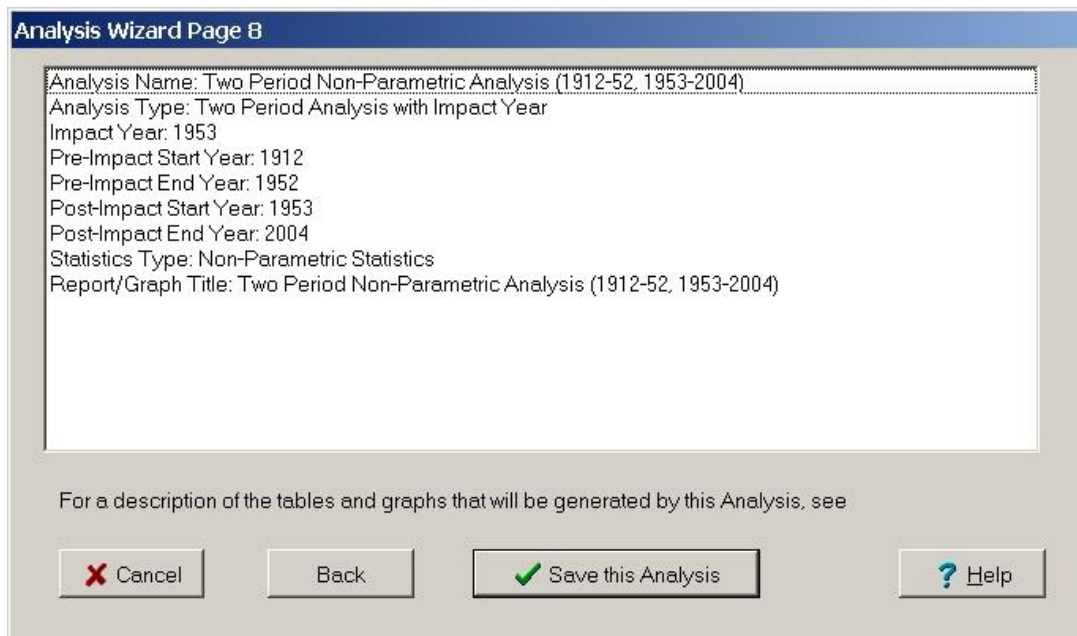 Analysis Wizard Page 8
Analysis Name: Two Period Non-Parametric Analysis (1912-52, 1953-2004)
Analysis Type: Two Period Analysis with Impact Year
Impact Year: 1953
Pre-Impact Start Year: 1912
Pre-Impact End Year: 1952
Post-Impact Start Year: 1953
Post-Impact End Year: 2004
Statistics Type: Non-Parametric Statistics
Report/Graph Title: Two Period Non-Parametric Analysis (1912-52, 1953-2004)
For a description of the tables and graphs that will be generated by this Analysis, see
Cancel
Back
Save this Analysis
? Help